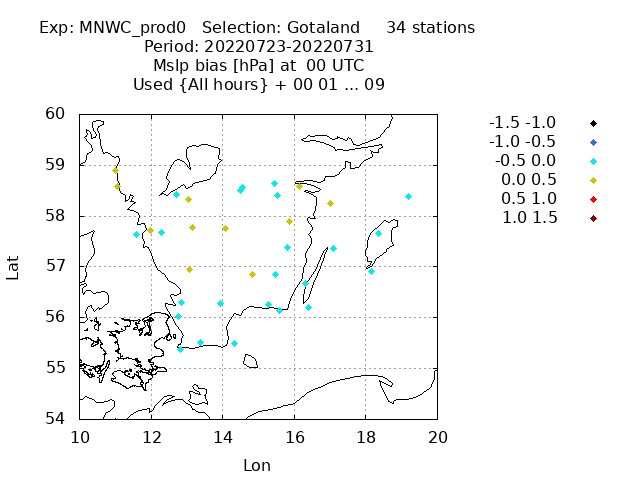 Exp: MNWC_prod0 Selection: Gotaland 34 stations
Period: 20220723-20220731
Mslp bias [hPa] at 00 UTC
Used {All hours} + 00 01 ... 09
-1.5 -1.0
-1.0 -0.5
-0.5 0.0
0.0 0.5
0.5 1.0
1.0 1.5
60
59
58
57
56
55
54
Lat
10 12 14 16 18 20
Lon